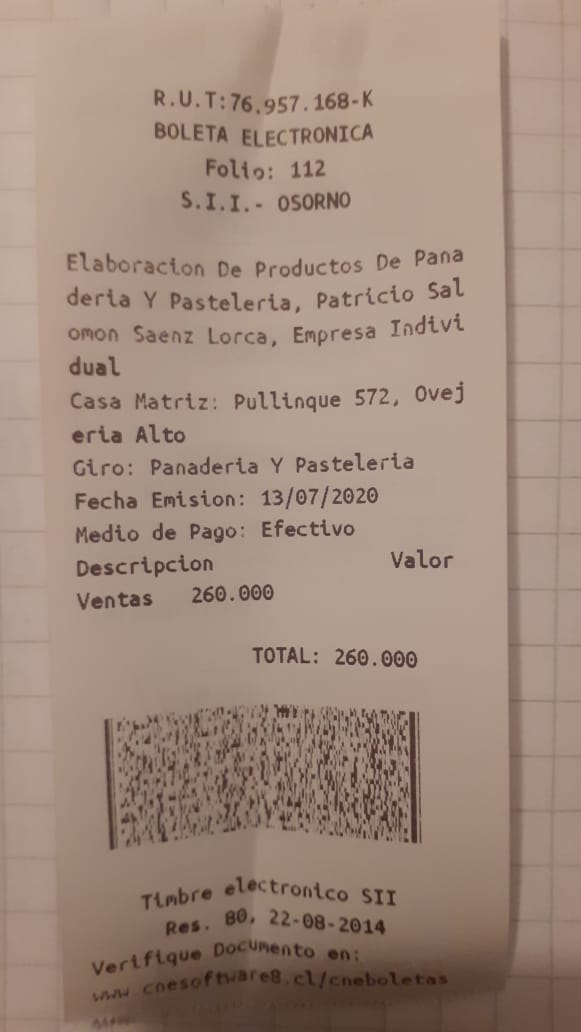 R.U.T:76.957.168-K
BOLETA ELECTRONICA
Folio: 112
S.I.I.- OSORNO
Elaboracion De Productos De Pana
deria Y Pasteleria, Patricio Sal
omon Saenz Lorca, Empresa Indivi
dual
Casa Matriz: Pullinque 572, Ovej
eria Alto
Giro: Panaderia Y Pasteleria
Fecha Emision: 13/07/2020
Medio de Pago: Efectivo
Descripcion Valor
Ventas 260.000
TOTAL: 260.000
Timbre electronico SII
Res. 80, 22-08-2014
Verifique Documento en:
www.cnesoftware8.cl/cneboletas